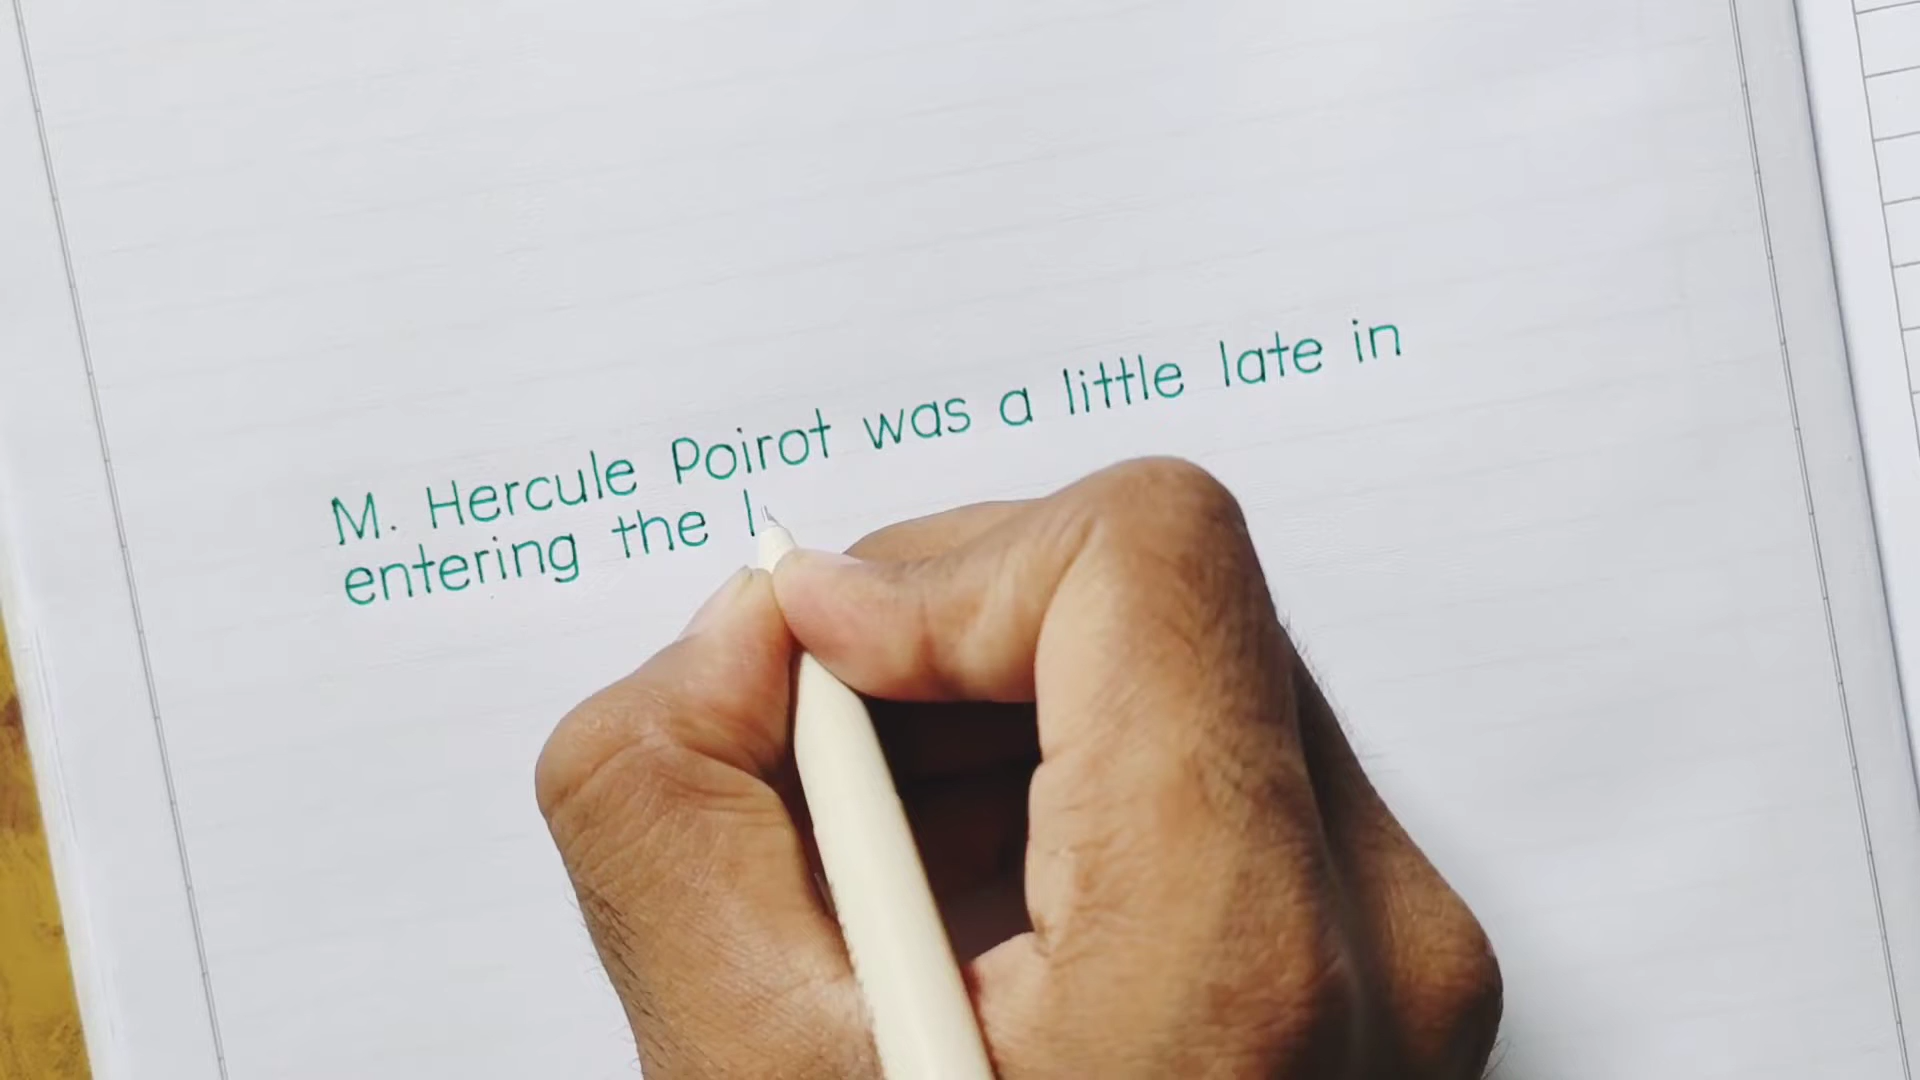 M. Hercule Poirot was a little late in
entering the l